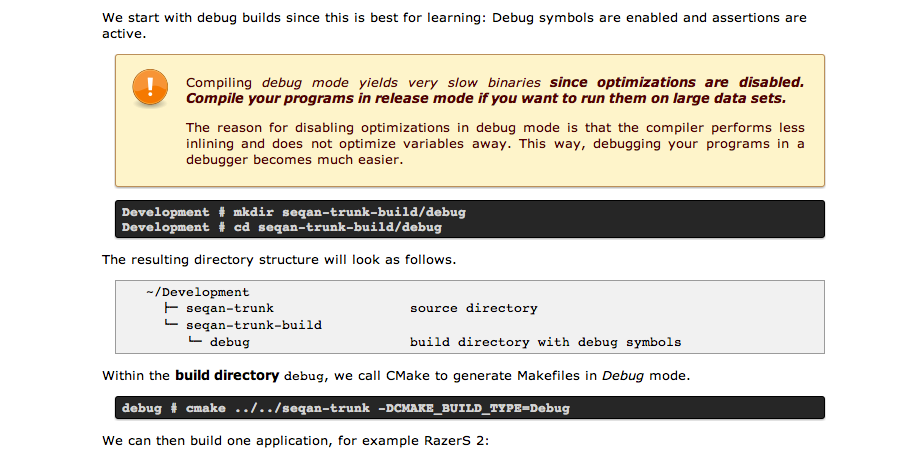 We start with debug builds since this is best for learning: Debug symbols are enabled and assertions are
active.
Compiling debug mode yields very slow binaries since optimizations are disabled.
Compile your programs in release mode if you want to run them on large data sets.
The reason for disabling optimizations in debug mode is that the compiler performs less
inlining and does not optimize variables away. This way, debugging your programs in a
debugger becomes much easier.
Development # mkdir seqan-trunk-build/debug
Development # cd seqan-trunk-build/debug
The resulting directory structure will look as follows.
~/Development
├─ seqan-trunk source directory
└─ seqan-trunk-build
└─ debug build directory with debug symbols
Within the build directory debug, we call CMake to generate Makefiles in Debug mode.
debug # cmake ../../seqan-trunk -DCMAKE_BUILD_TYPE=Debug
We can then build one application, for example RazerS 2: